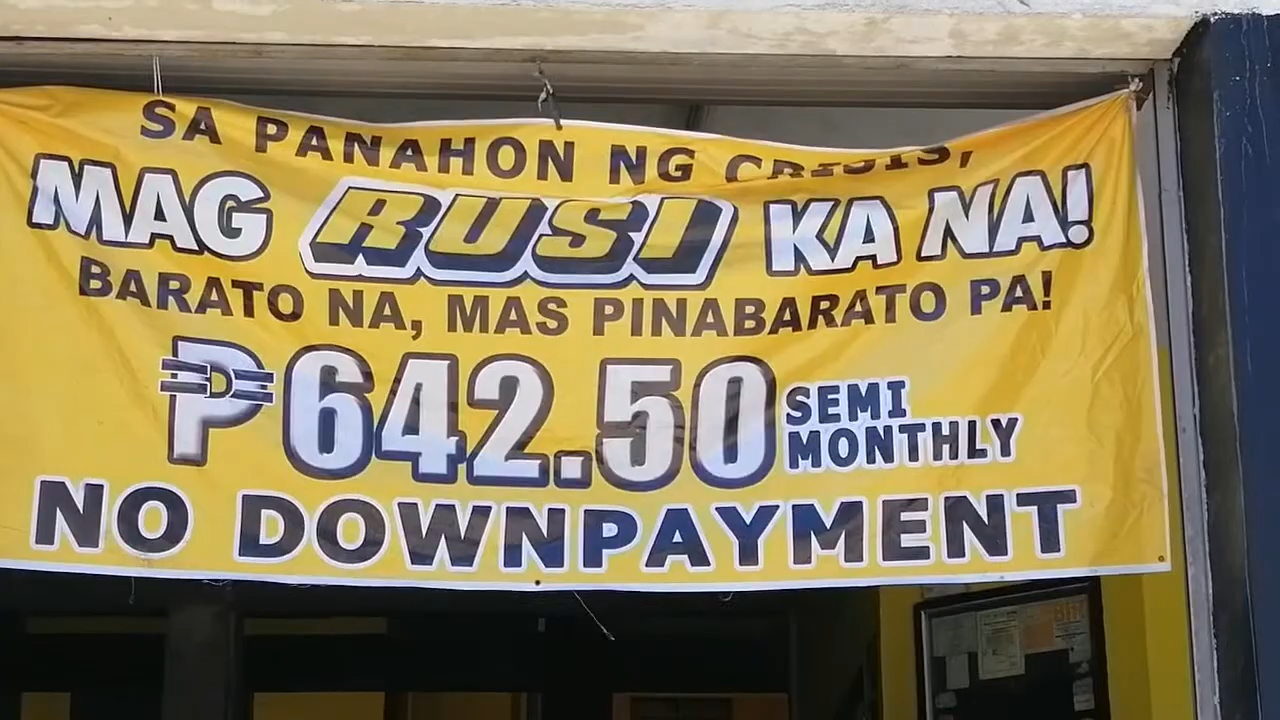 SA PANAHON NG CRISIS,
MAG RUSI KA NA!
BARATO NA, MAS PINABARATO PA!
₱642.50 SEMI
MONTHLY
NO DOWNPAYMENT
BIR